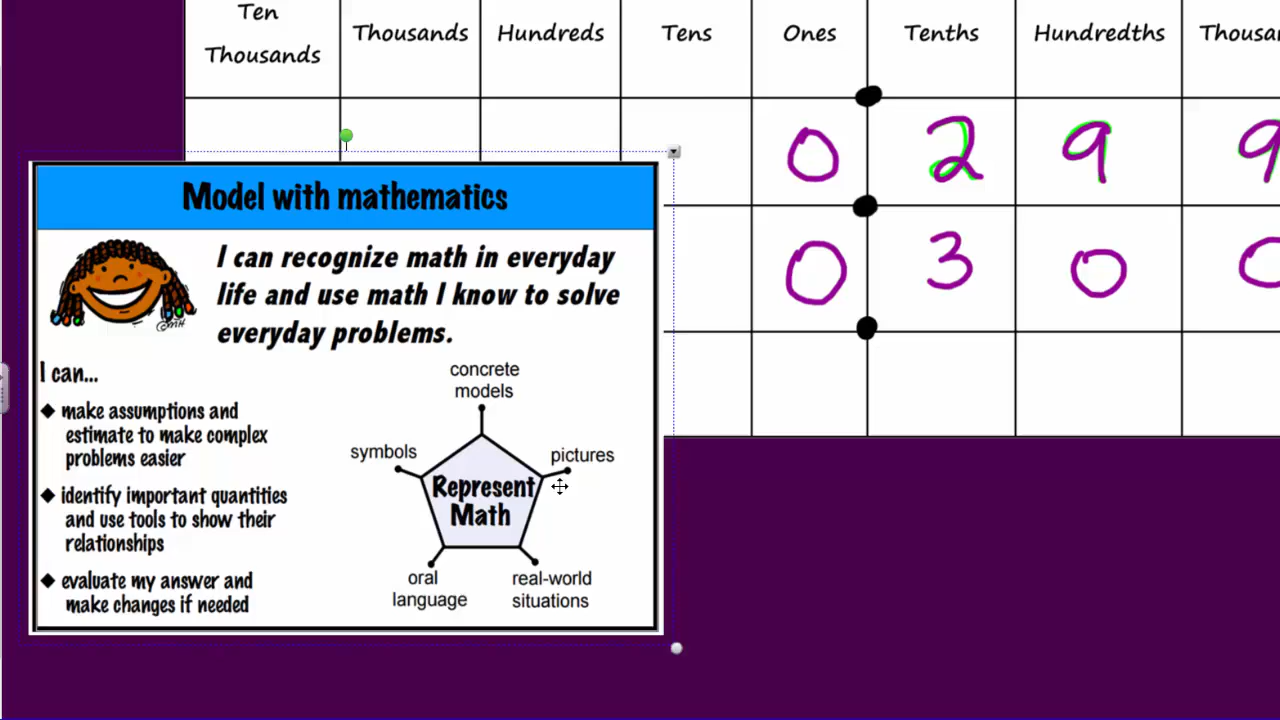 Ten
Thousands
Thousands
Hundreds
Tens
Ones
Tenths
Hundredths
Thousan
0 2 9 9
0 3 0 0
Model with mathematics
I can recognize math in everyday
life and use math I know to solve
everyday problems.
I can...
◆ make assumptions and
estimate to make complex
problems easier
◆ identify important quantities
and use tools to show their
relationships
◆ evaluate my answer and
make changes if needed
concrete
models
symbols
pictures
Represent
Math
oral
language
real-world
situations